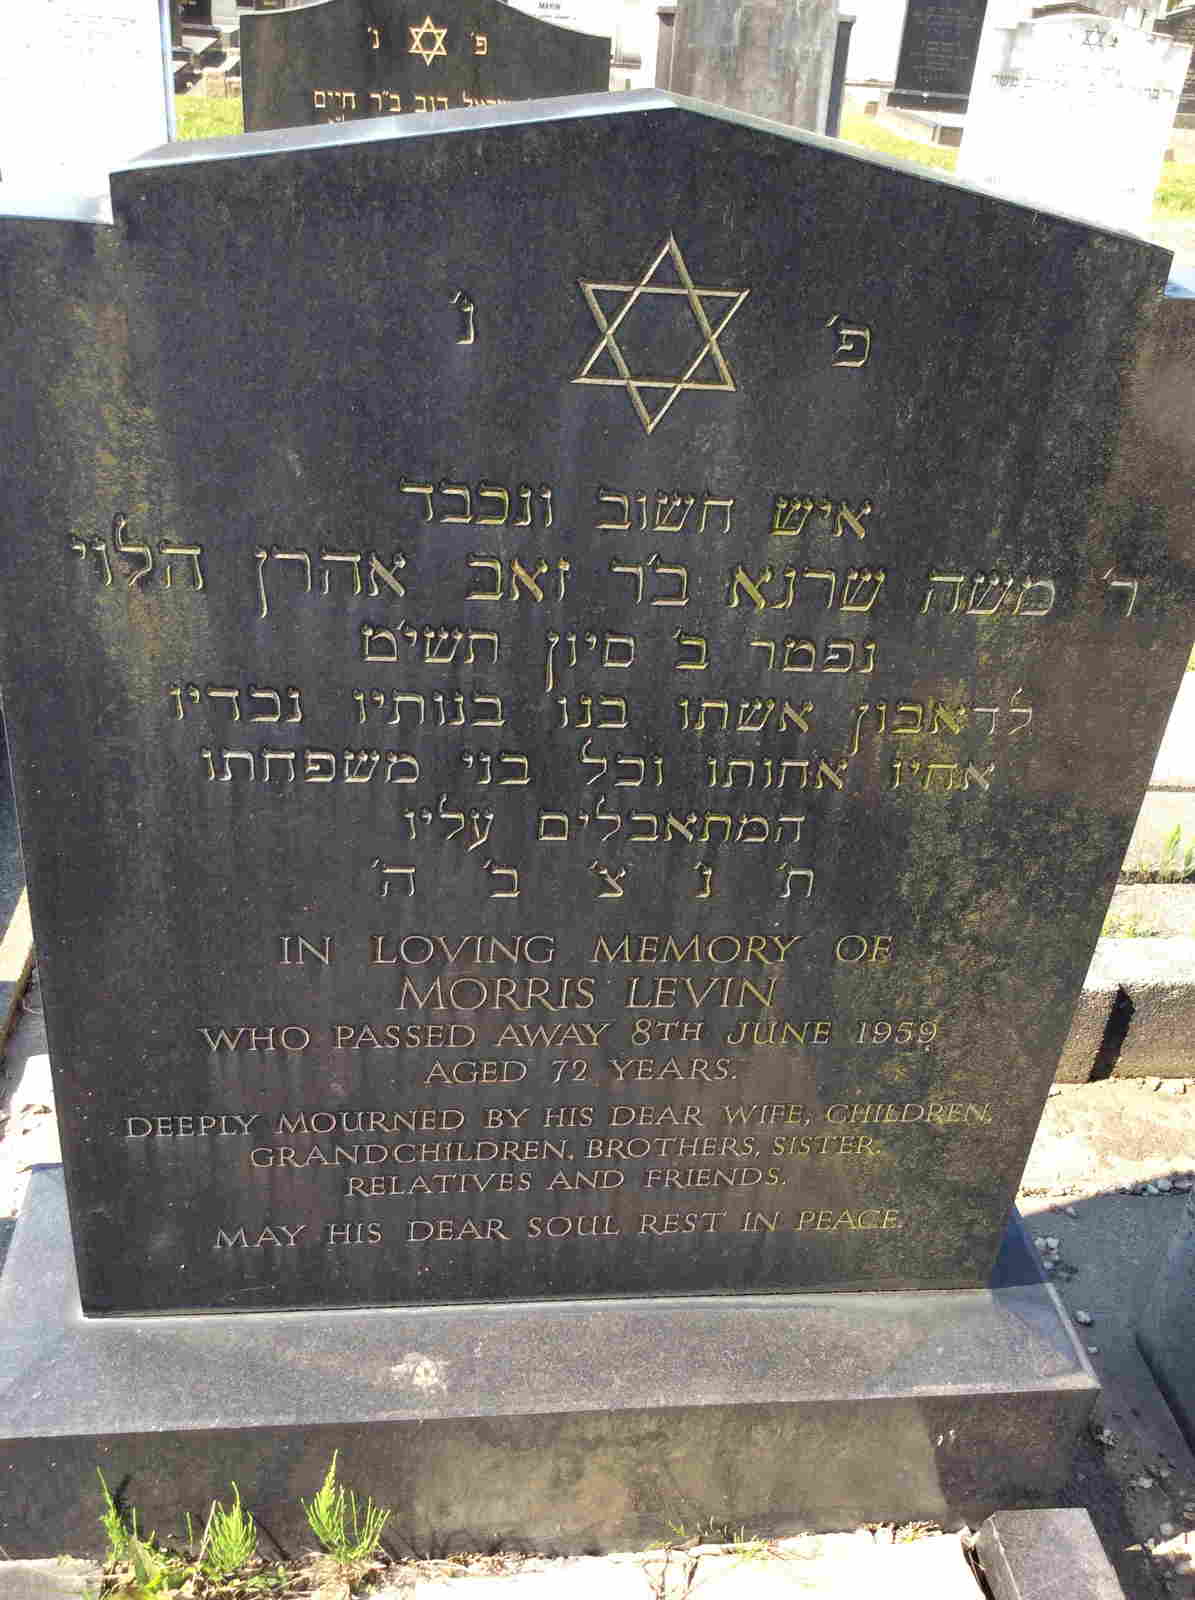 פ׳ נ׳
ב״ר חיים
פ׳ נ׳
איש חשוב ונכבד
ר׳ משה שרגא ב׳ר זאב אהרן הלוי
נפטר ב׳ סיון תשי׳ט
לדאבון אשתו בנו בנותיו נכדיו
אחיו אחותו וכל בני משפחתו
המתאבלים עליו
ת׳ נ׳ צ׳ ב׳ ה׳
IN LOVING MEMORY OF
MORRIS LEVIN
WHO PASSED AWAY 8TH JUNE 1959
AGED 72 YEARS.
DEEPLY MOURNED BY HIS DEAR WIFE, CHILDREN,
GRANDCHILDREN, BROTHERS, SISTER.
RELATIVES AND FRIENDS.
MAY HIS DEAR SOUL REST IN PEACE.